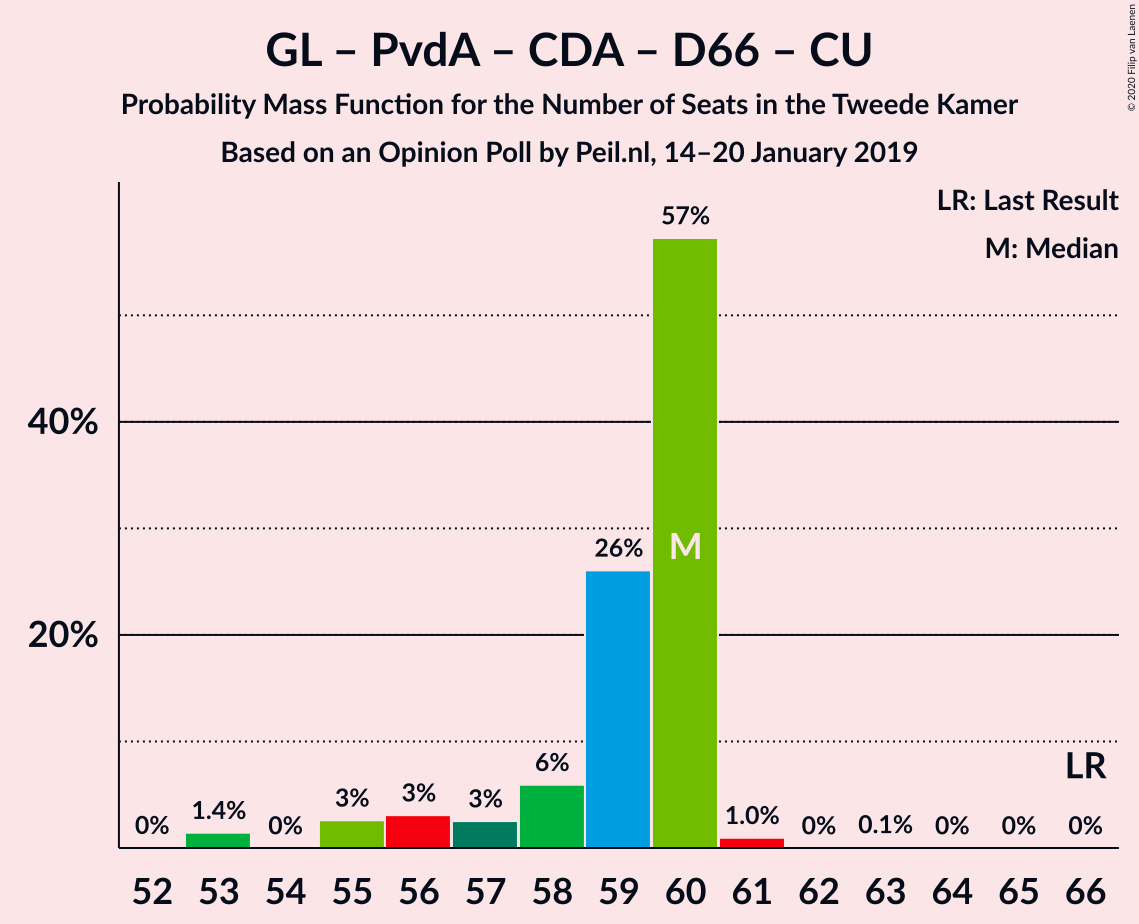 GL – PvdA – CDA – D66 – CU
Probability Mass Function for the Number of Seats in the Tweede Kamer
Based on an Opinion Poll by Peil.nl, 14–20 January 2019
© 2020 Filip van Laenen
LR: Last Result
M: Median
57%
40%
26%
M
20%
6%
LR
3%
3%
3%
1.4%
1.0%
0%
0%
0%
0.1%
0%
0%
0%
52 53 54 55 56 57 58 59 60 61 62 63 64 65 66